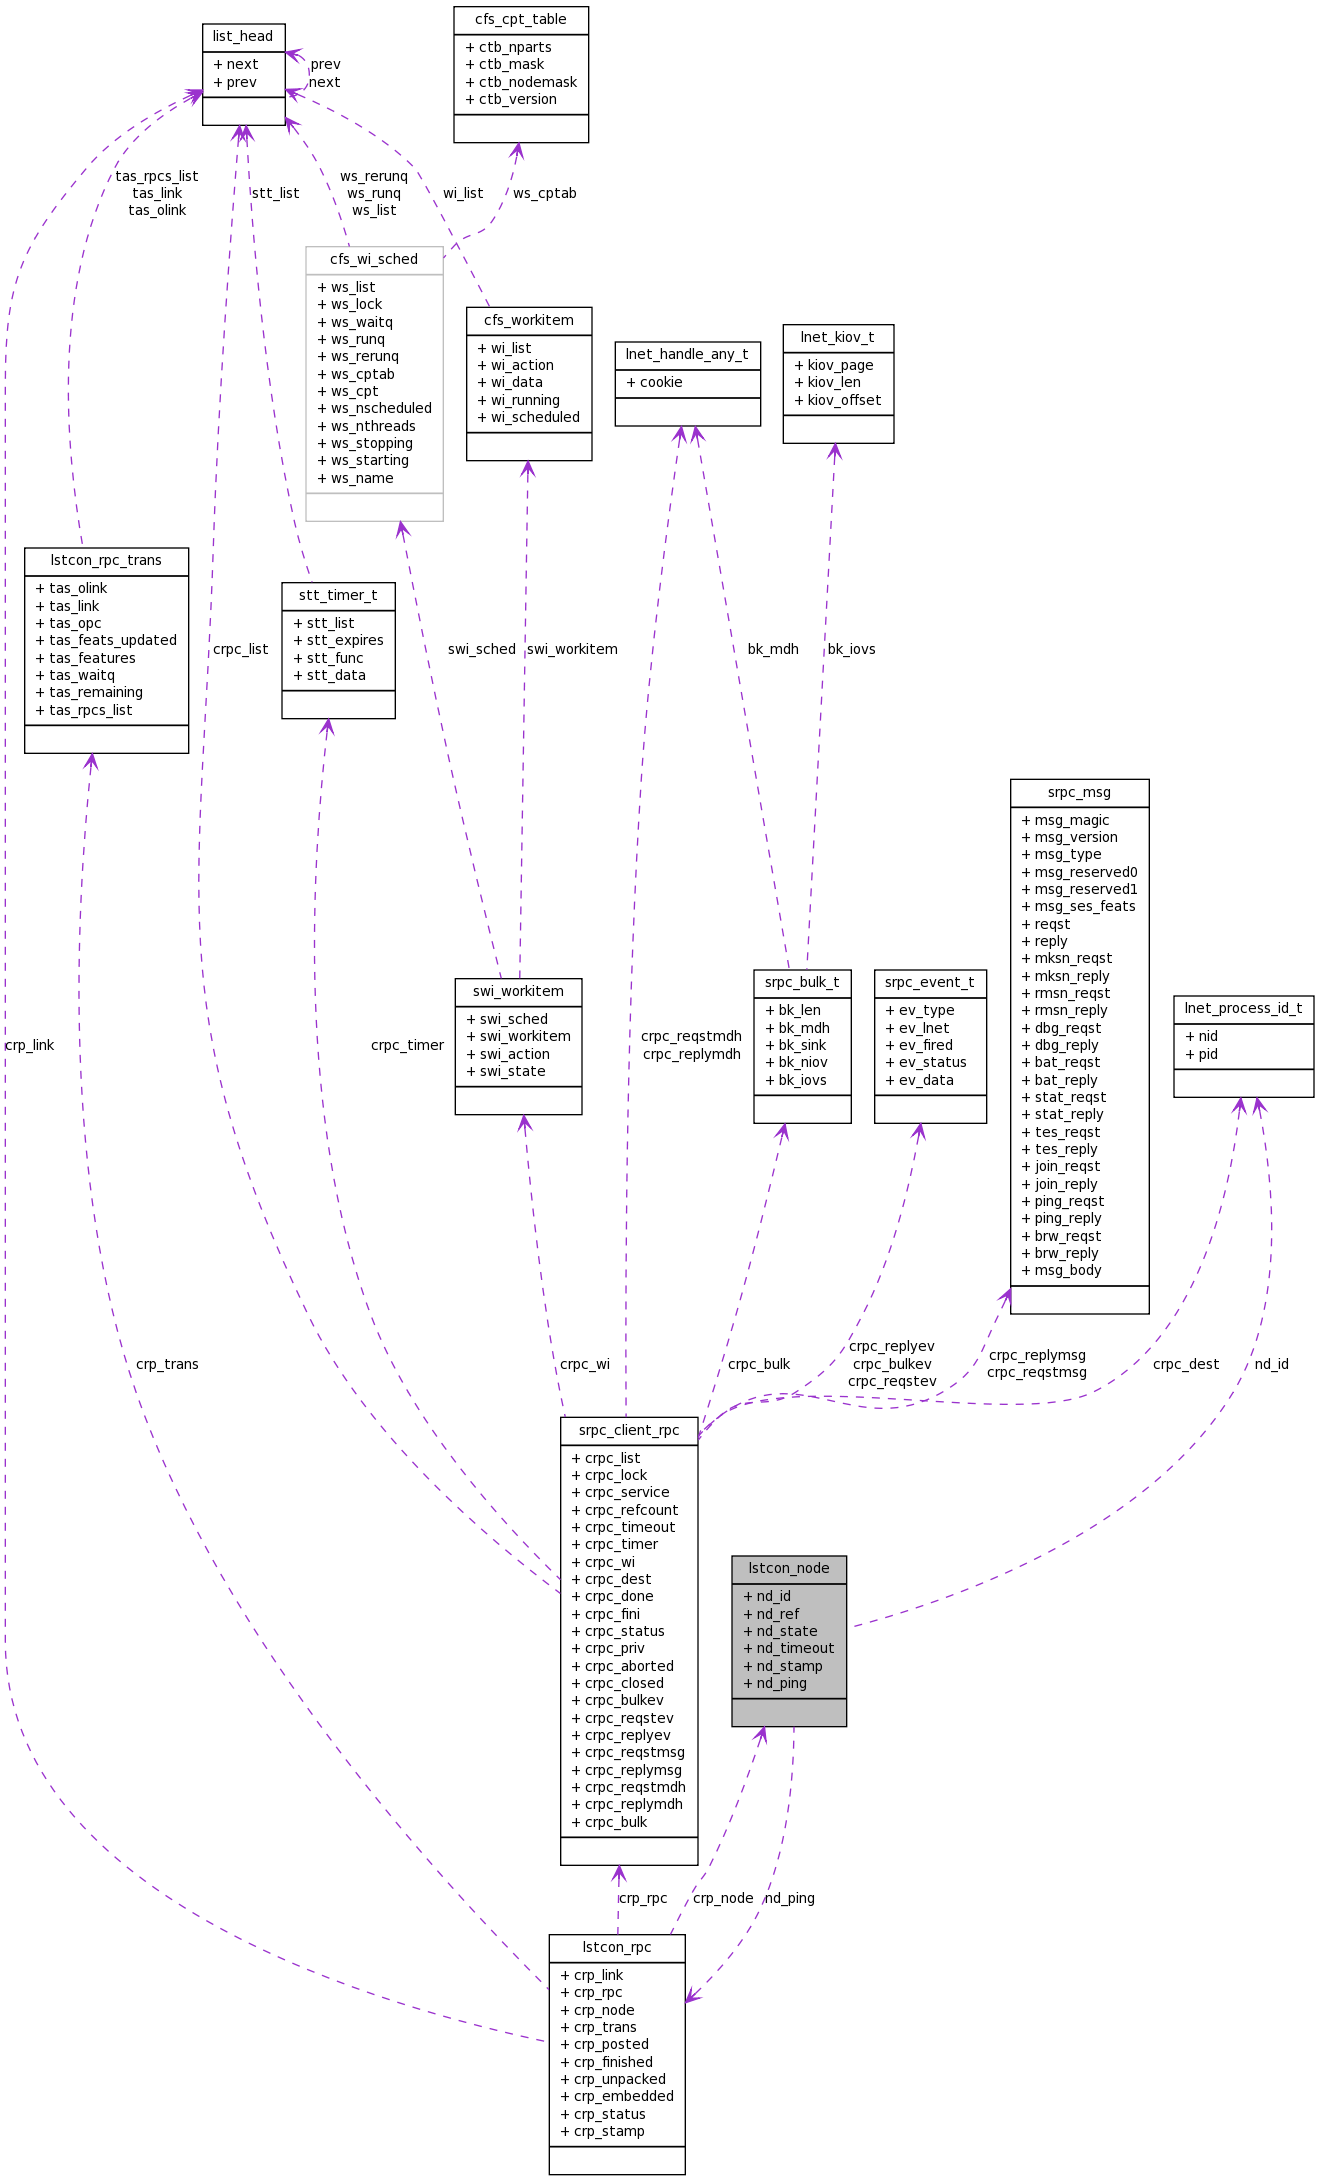 cfs_cpt_table
+ ctb_nparts
+ ctb_mask
+ ctb_nodemask
+ ctb_version
list_head
+ next
+ prev
prev
next
tas_rpcs_list
tas_link
tas_olink
stt_list
ws_rerunq
ws_runq
ws_list
wi_list
ws_cptab
cfs_wi_sched
+ ws_list
+ ws_lock
+ ws_waitq
+ ws_runq
+ ws_rerunq
+ ws_cptab
+ ws_cpt
+ ws_nscheduled
+ ws_nthreads
+ ws_stopping
+ ws_starting
+ ws_name
cfs_workitem
+ wi_list
+ wi_action
+ wi_data
+ wi_running
+ wi_scheduled
lnet_handle_any_t
+ cookie
lnet_kiov_t
+ kiov_page
+ kiov_len
+ kiov_offset
lstcon_rpc_trans
+ tas_olink
+ tas_link
+ tas_opc
+ tas_feats_updated
+ tas_features
+ tas_waitq
+ tas_remaining
+ tas_rpcs_list
crpc_list
stt_timer_t
+ stt_list
+ stt_expires
+ stt_func
+ stt_data
swi_sched
swi_workitem
bk_mdh
bk_iovs
srpc_msg
+ msg_magic
+ msg_version
+ msg_type
+ msg_reserved0
+ msg_reserved1
+ msg_ses_feats
+ reqst
+ reply
+ mksn_reqst
+ mksn_reply
+ rmsn_reqst
+ rmsn_reply
+ dbg_reqst
+ dbg_reply
+ bat_reqst
+ bat_reply
+ stat_reqst
+ stat_reply
+ tes_reqst
+ tes_reply
+ join_reqst
+ join_reply
+ ping_reqst
+ ping_reply
+ brw_reqst
+ brw_reply
+ msg_body
crp_link
crpc_timer
swi_workitem
+ swi_sched
+ swi_workitem
+ swi_action
+ swi_state
crpc_reqstmdh
crpc_replymdh
srpc_bulk_t
+ bk_len
+ bk_mdh
+ bk_sink
+ bk_niov
+ bk_iovs
srpc_event_t
+ ev_type
+ ev_lnet
+ ev_fired
+ ev_status
+ ev_data
lnet_process_id_t
+ nid
+ pid
crp_trans
crpc_wi
crpc_bulk
crpc_replyev
crpc_bulkev
crpc_reqstev
crpc_replymsg
crpc_reqstmsg
crpc_dest
nd_id
srpc_client_rpc
+ crpc_list
+ crpc_lock
+ crpc_service
+ crpc_refcount
+ crpc_timeout
+ crpc_timer
+ crpc_wi
+ crpc_dest
+ crpc_done
+ crpc_fini
+ crpc_status
+ crpc_priv
+ crpc_aborted
+ crpc_closed
+ crpc_bulkev
+ crpc_reqstev
+ crpc_replyev
+ crpc_reqstmsg
+ crpc_replymsg
+ crpc_reqstmdh
+ crpc_replymdh
+ crpc_bulk
lstcon_node
+ nd_id
+ nd_ref
+ nd_state
+ nd_timeout
+ nd_stamp
+ nd_ping
crp_rpc
crp_node
nd_ping
lstcon_rpc
+ crp_link
+ crp_rpc
+ crp_node
+ crp_trans
+ crp_posted
+ crp_finished
+ crp_unpacked
+ crp_embedded
+ crp_status
+ crp_stamp